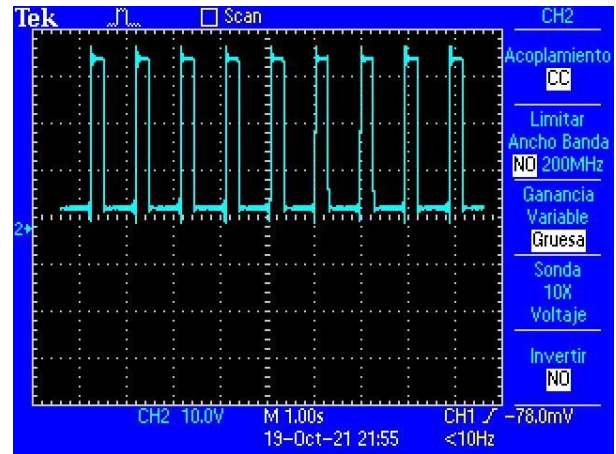 Tek
Scan
CH2
Acoplamiento
CC
Limitar
Ancho Banda
NO 200MHz
Ganancia
Variable
Gruesa
Sonda
10X
Voltaje
Invertir
NO
2
CH2 10.0V M 1.00s CH1 -78.0mV
19-Oct-21 21:55 <10Hz